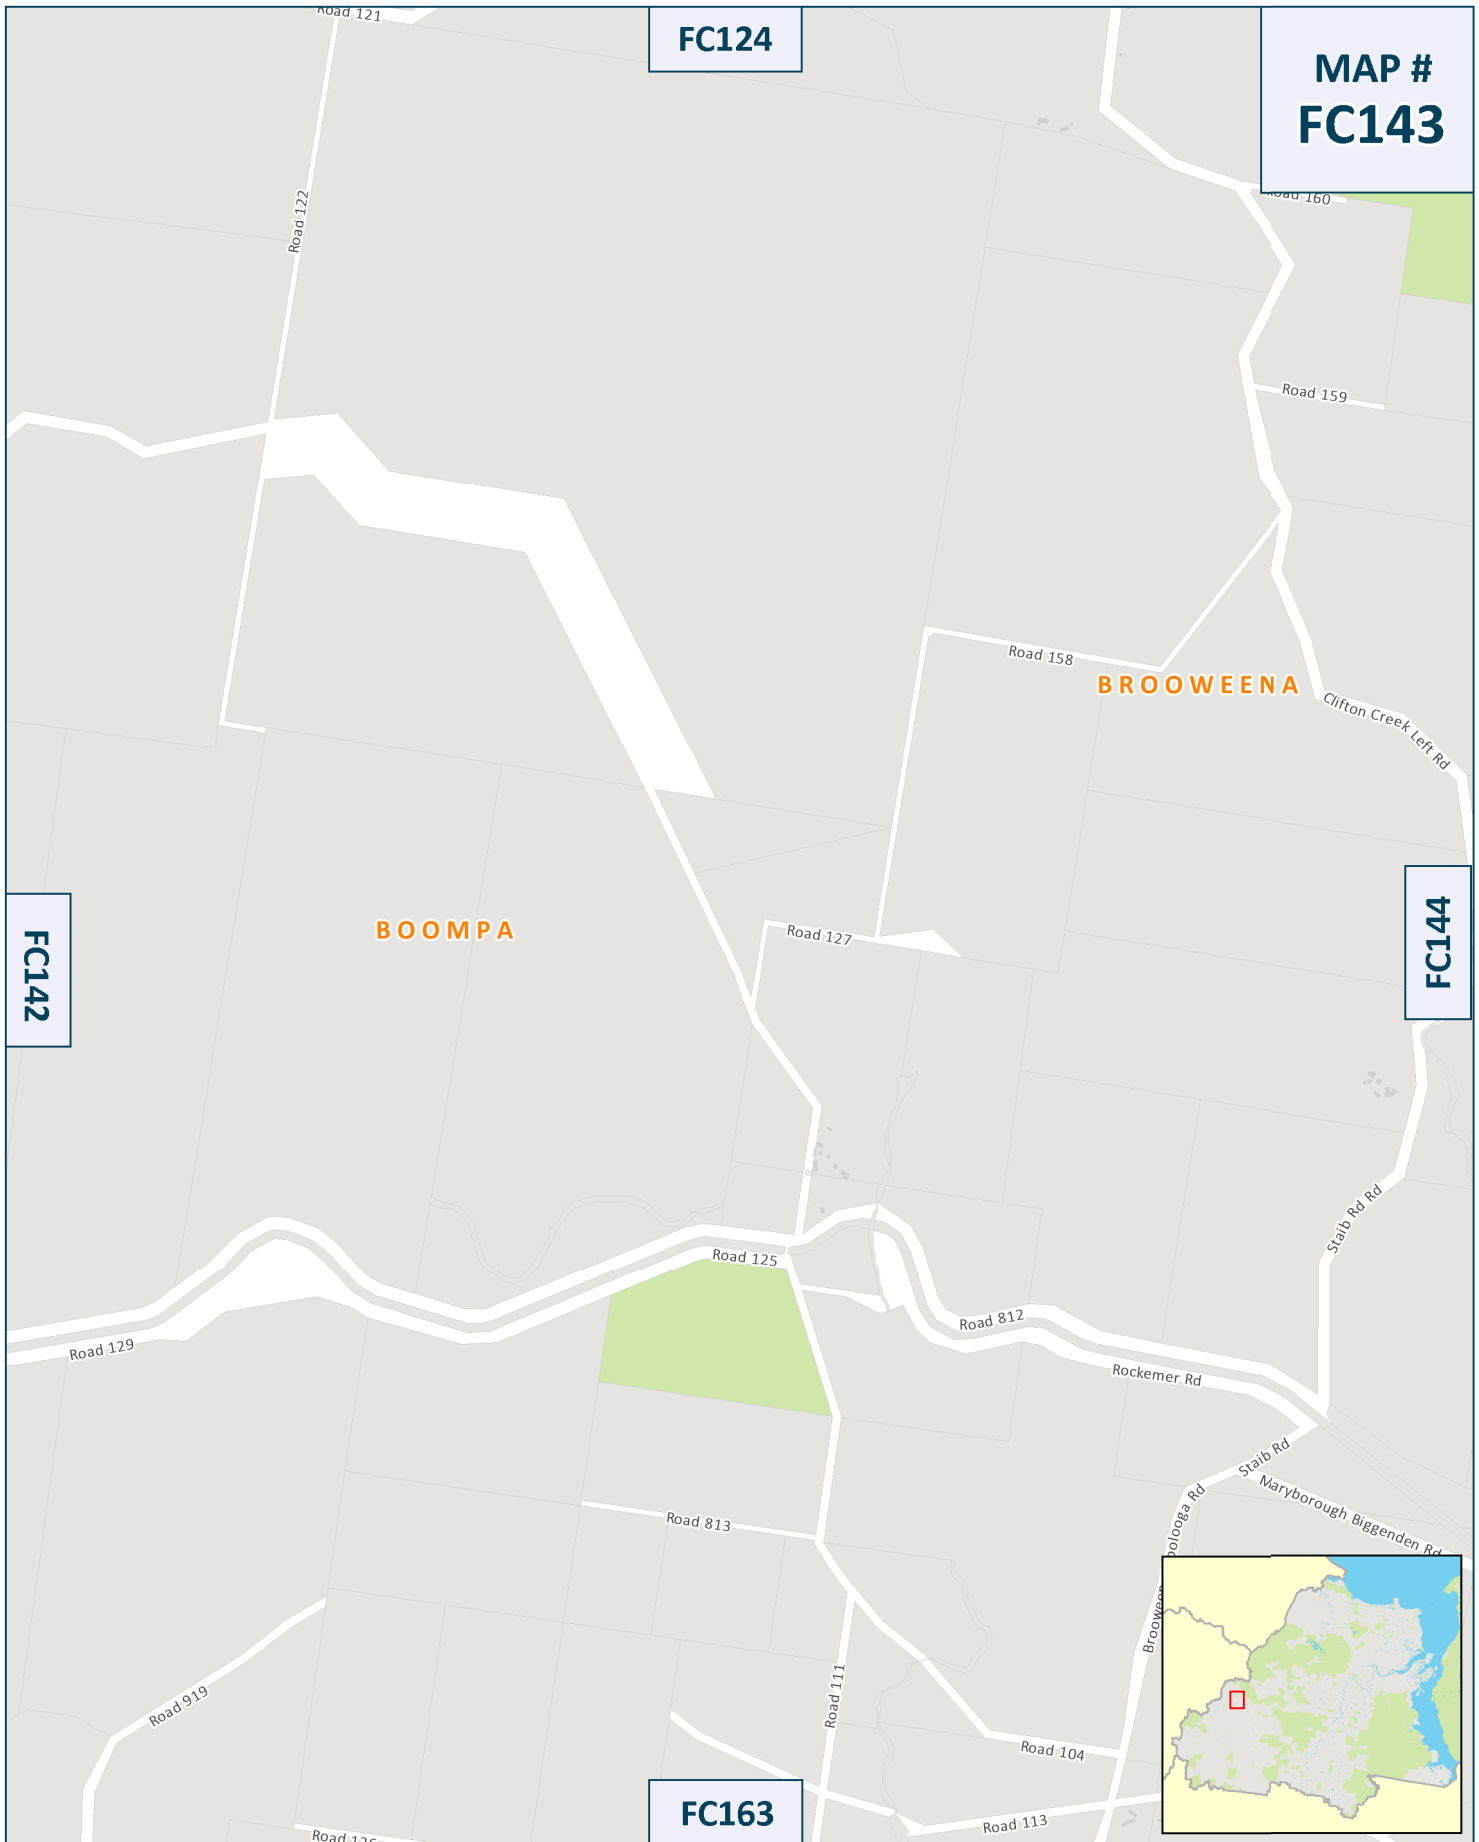 Road 121
FC124
MAP #
FC143
Road 160
Road 122
Road 159
Road 158
BROOWEENA
Clifton Creek Left Rd
BOOMPA
Road 127
FC142
FC144
Staib Rd Rd
Road 125
Road 812
Road 129
Rockemer Rd
Staib Rd
Maryborough Biggenden Rd
Road 813
Rd
Road 919
Road 111
Road 104
FC163
Road 113
Road